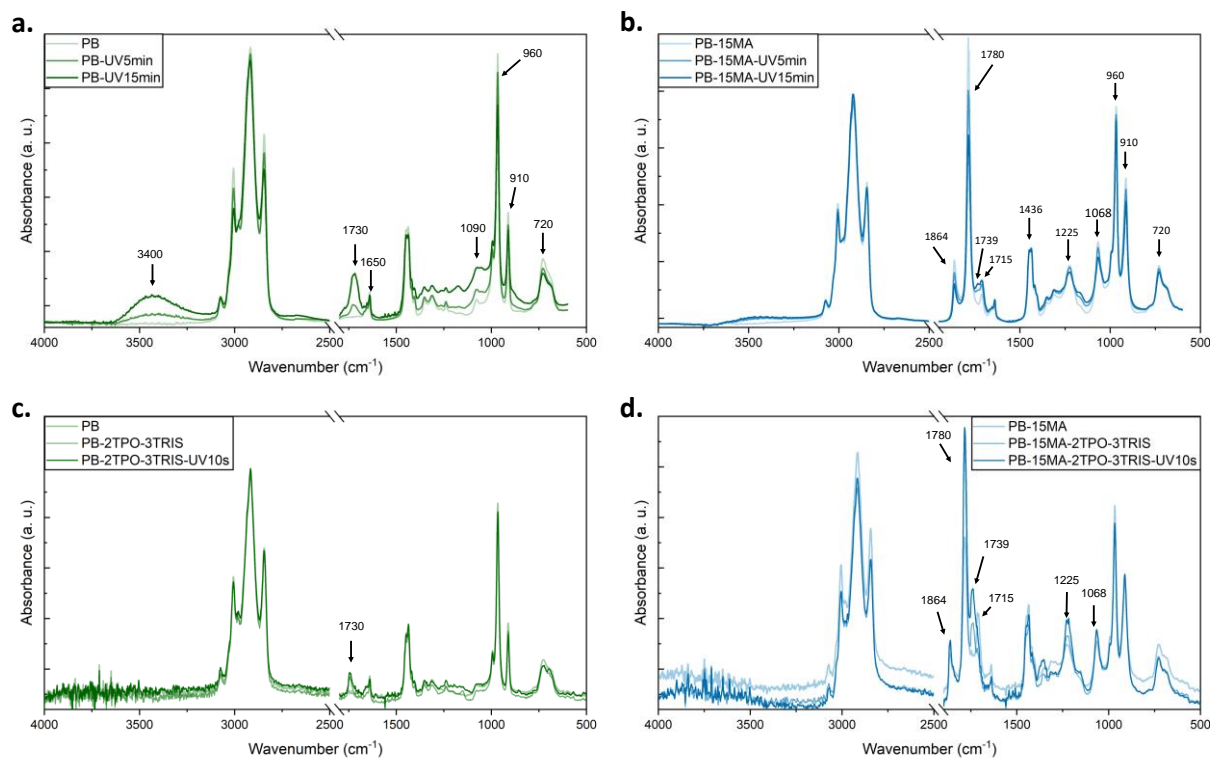 a.
PB
PB-UV5min
PB-UV15min
960
910
1730
1090
720
3400
1650
Absorbance (a. u.)
4000
3500
3000
2500
1500
1000
500
Wavenumber (cm⁻¹)
b.
PB-15MA
PB-15MA-UV5min
PB-15MA-UV15min
1780
960
910
1436
1068
1225
1864
1739
1715
720
Absorbance (a. u.)
4000
3500
3000
2500
1500
1000
500
Wavenumber (cm⁻¹)
c.
PB
PB-2TPO-3TRIS
PB-2TPO-3TRIS-UV10s
1730
Absorbance (a. u.)
4000
3500
3000
2500
1500
1000
500
Wavenumber (cm⁻¹)
d.
PB-15MA
PB-15MA-2TPO-3TRIS
PB-15MA-2TPO-3TRIS-UV10s
1780
1739
1864
1715
1225
1068
Absorbance (a. u.)
4000
3500
3000
2500
1500
1000
500
Wavenumber (cm⁻¹)